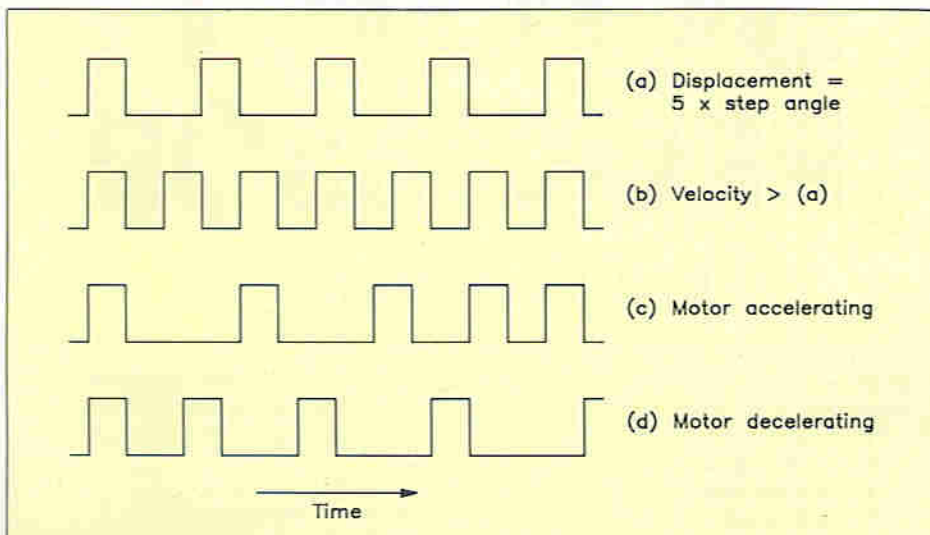 (a) Displacement =
5 x step angle
(b) Velocity > (a)
(c) Motor accelerating
(d) Motor decelerating
Time